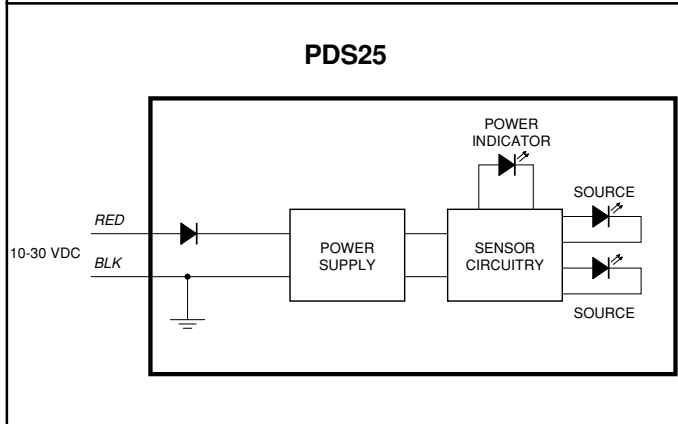 PDS25
POWER
INDICATOR
SOURCE
RED
10-30 VDC
BLK
POWER
SUPPLY
SENSOR
CIRCUITRY
SOURCE